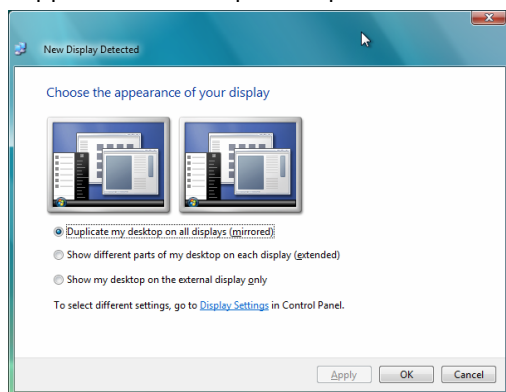 New Display Detected
Choose the appearance of your display
Duplicate my desktop on all displays (mirrored)
Show different parts of my desktop on each display (extended)
Show my desktop on the external display only
To select different settings, go to Display Settings in Control Panel.
Apply OK Cancel